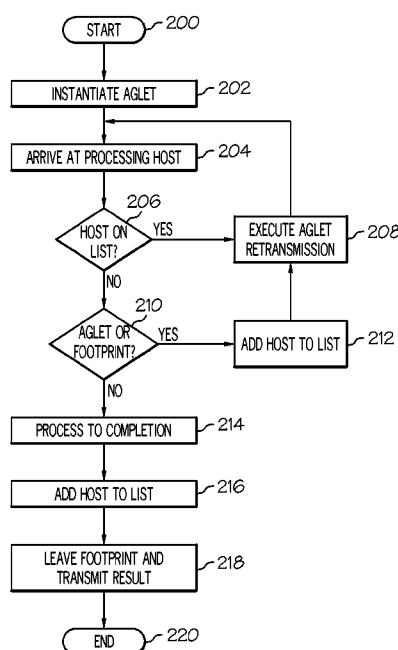 START 200
INSTANTIATE AGLET 202
ARRIVE AT PROCESSING HOST 204
206
HOST ON
LIST?
YES
EXECUTE AGLET
RETRANSMISSION 208
NO
210
AGLET OR
FOOTPRINT?
YES
ADD HOST TO LIST 212
NO
PROCESS TO COMPLETION 214
ADD HOST TO LIST 216
LEAVE FOOTPRINT AND
TRANSMIT RESULT 218
END 220